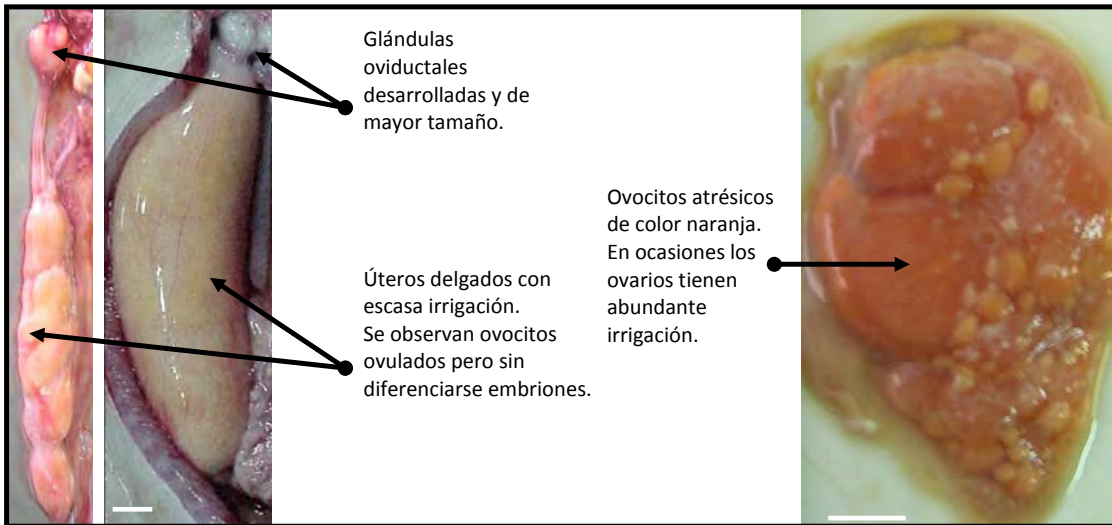 Glándulas
oviductales
desarrolladas y de
mayor tamaño.
Úteros delgados con
escasa irrigación.
Se observan ovocitos
ovulados pero sin
diferenciarse embriones.
Ovocitos atrésicos
de color naranja.
En ocasiones los
ovarios tienen
abundante
irrigación.